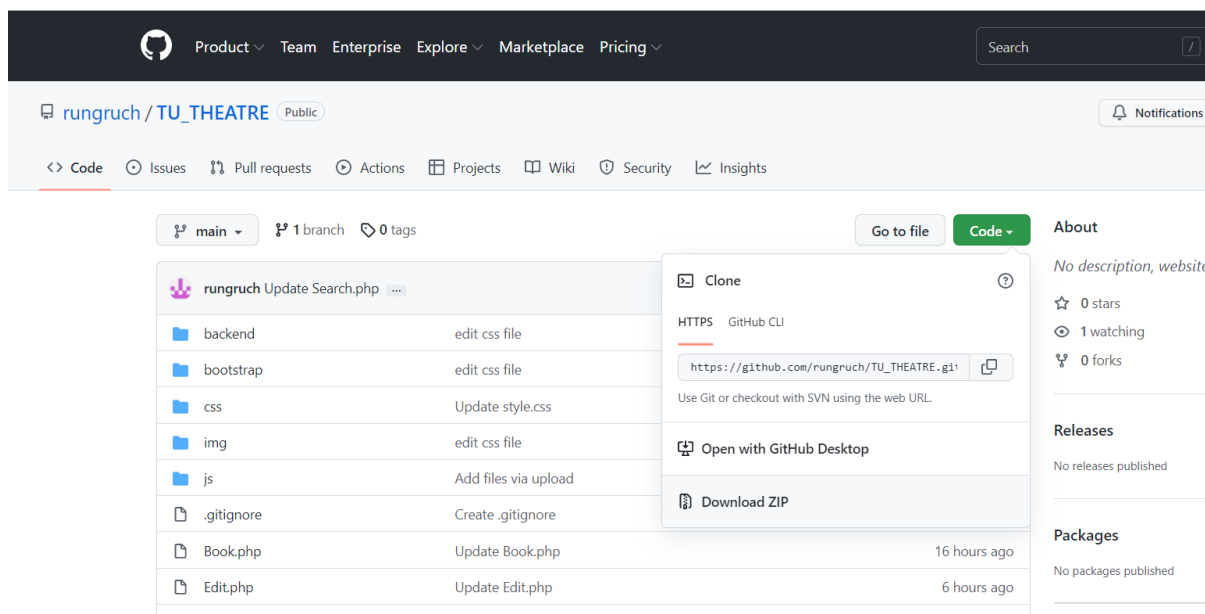 Product Team Enterprise Explore Marketplace Pricing Search /
rungruch / TU_THEATRE Public Notifications
Code Issues Pull requests Actions Projects Wiki Security Insights
main 1 branch 0 tags Go to file Code
About
No description, website
rungruch Update Search.php ...
Clone
0 stars
HTTPS GitHub CLI
backend edit css file
1 watching
bootstrap edit css file
https://github.com/rungruch/TU_THEATRE.git
0 forks
Use Git or checkout with SVN using the web URL.
css Update style.css
Releases
img edit css file
Open with GitHub Desktop
No releases published
js Add files via upload
Download ZIP
.gitignore Create .gitignore
Packages
Book.php Update Book.php 16 hours ago
No packages published
Edit.php Update Edit.php 6 hours ago